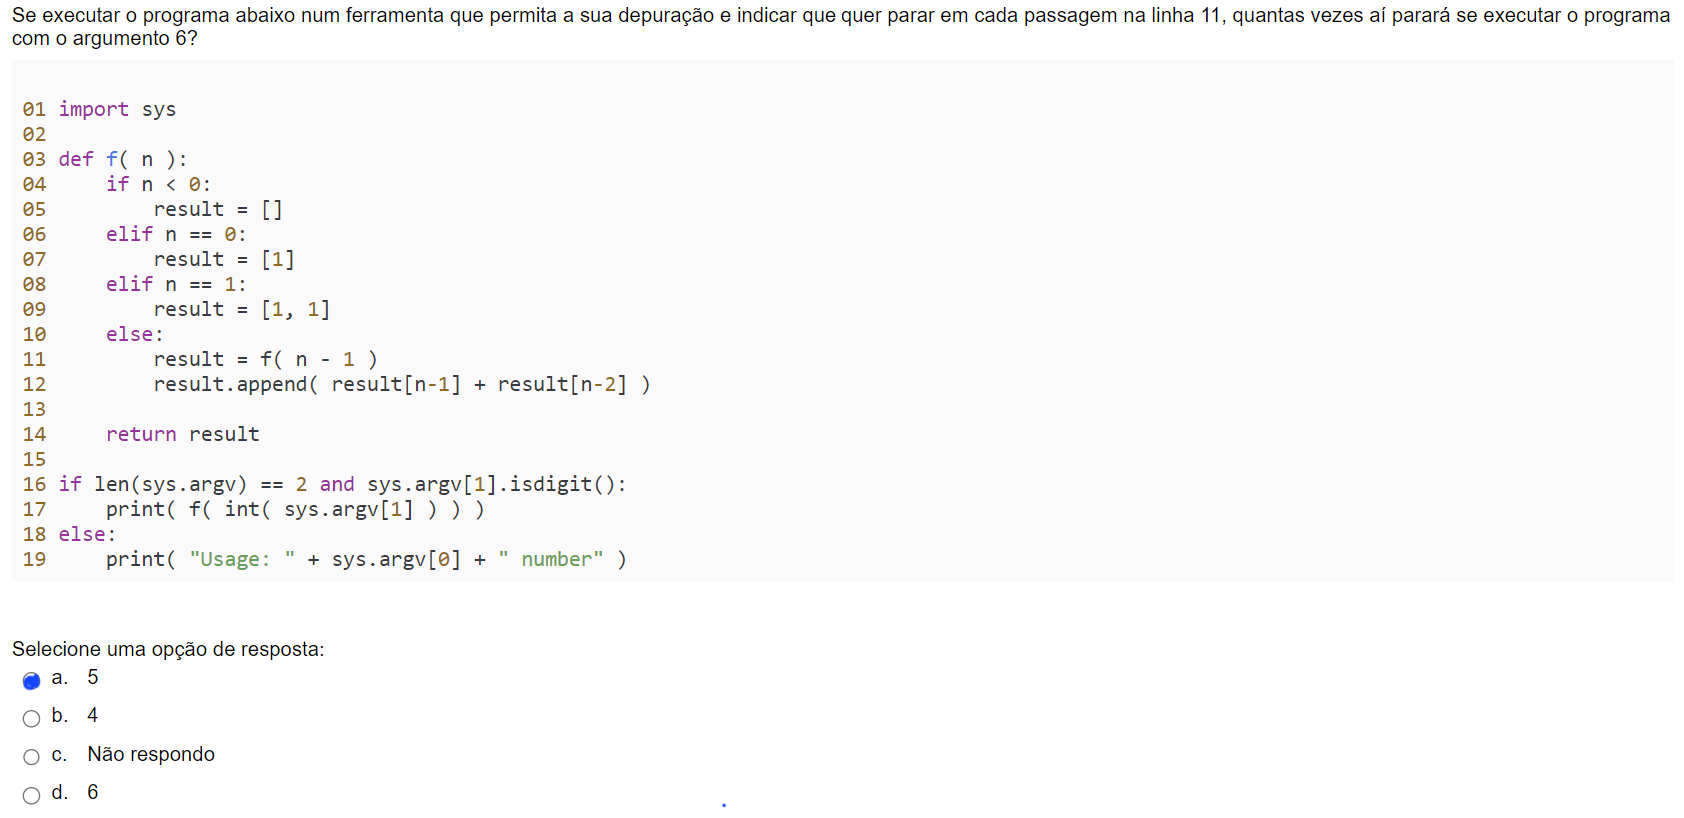 Se executar o programa abaixo num ferramenta que permita a sua depuração e indicar que quer parar em cada passagem na linha 11, quantas vezes aí parará se executar o programa
com o argumento 6?
01 import sys
02
03 def f( n ):
04     if n < 0:
05         result = []
06     elif n == 0:
07         result = [1]
08     elif n == 1:
09         result = [1, 1]
10     else:
11         result = f( n - 1 )
12         result.append( result[n-1] + result[n-2] )
13
14     return result
15
16 if len(sys.argv) == 2 and sys.argv[1].isdigit():
17     print( f( int( sys.argv[1] ) ) )
18 else:
19     print( "Usage: " + sys.argv[0] + " number" )
Selecione uma opção de resposta:
a. 5
b. 4
c. Não respondo
d. 6